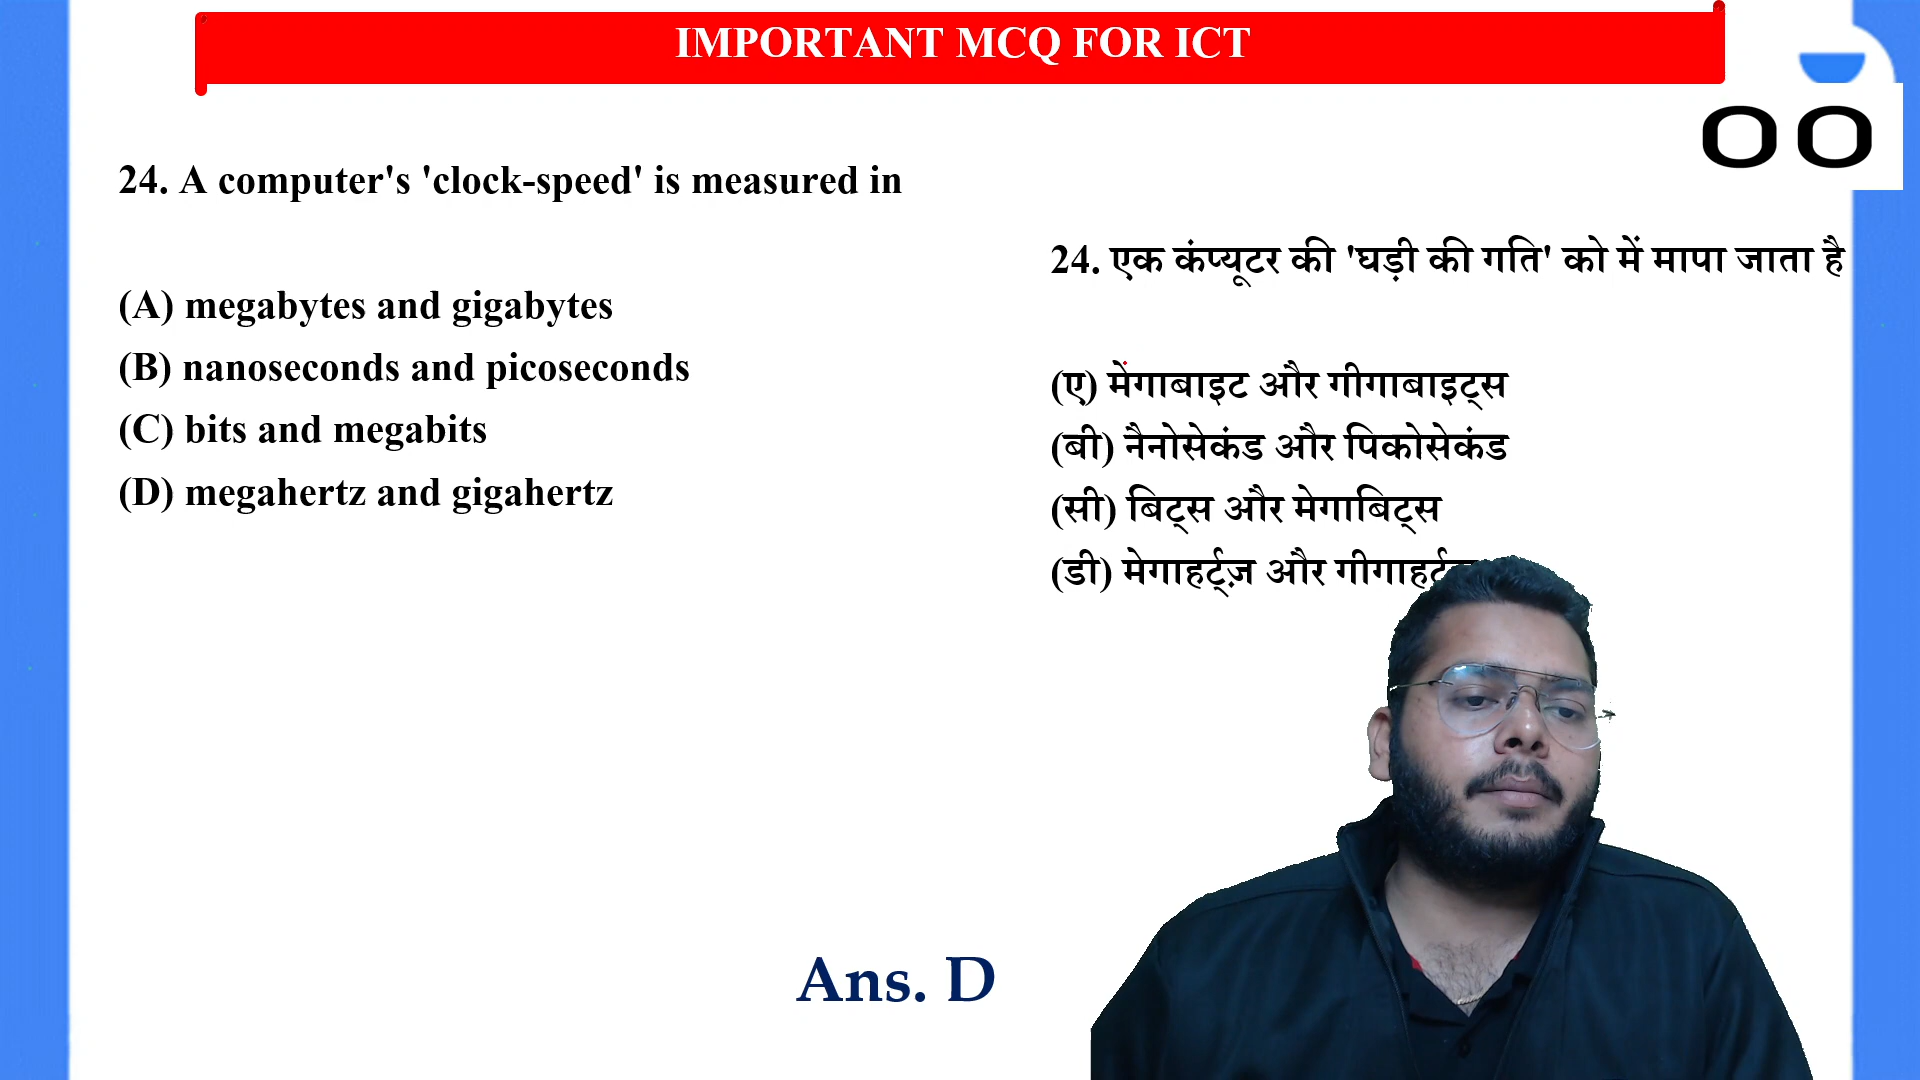 IMPORTANT MCQ FOR ICT
24. A computer's 'clock-speed' is measured in
(A) megabytes and gigabytes
(B) nanoseconds and picoseconds
(C) bits and megabits
(D) megahertz and gigahertz
24. एक कंप्यूटर की 'घड़ी की गति' को में मापा जाता है
(ए) मेगाबाइट और गीगाबाइट्स
(बी) नैनोसेकंड और पिकोसेकंड
(सी) बिट्स और मेगाबिट्स
(डी) मेगाहर्ट्ज़ और
Ans. D